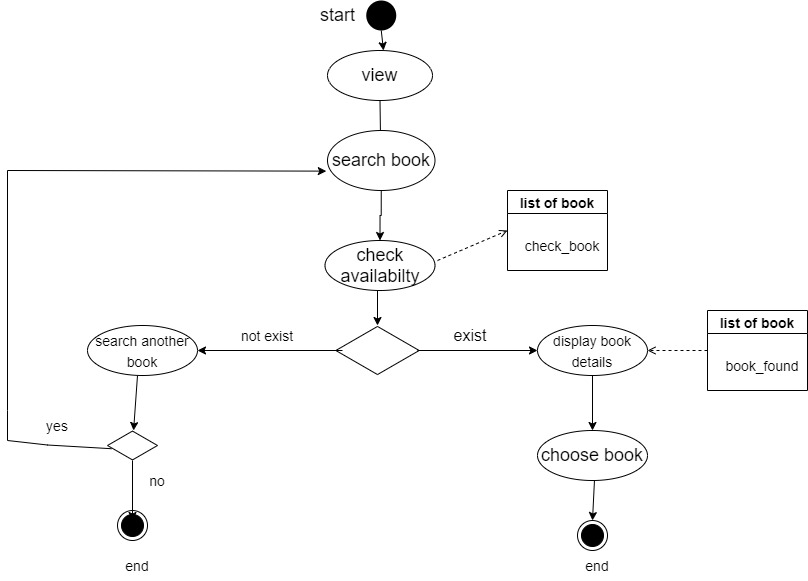 start
view
search book
list of book
check_book
check
availabilty
list of book
book_found
search another
book
not exist
exist
display book
details
yes
choose book
no
end
end